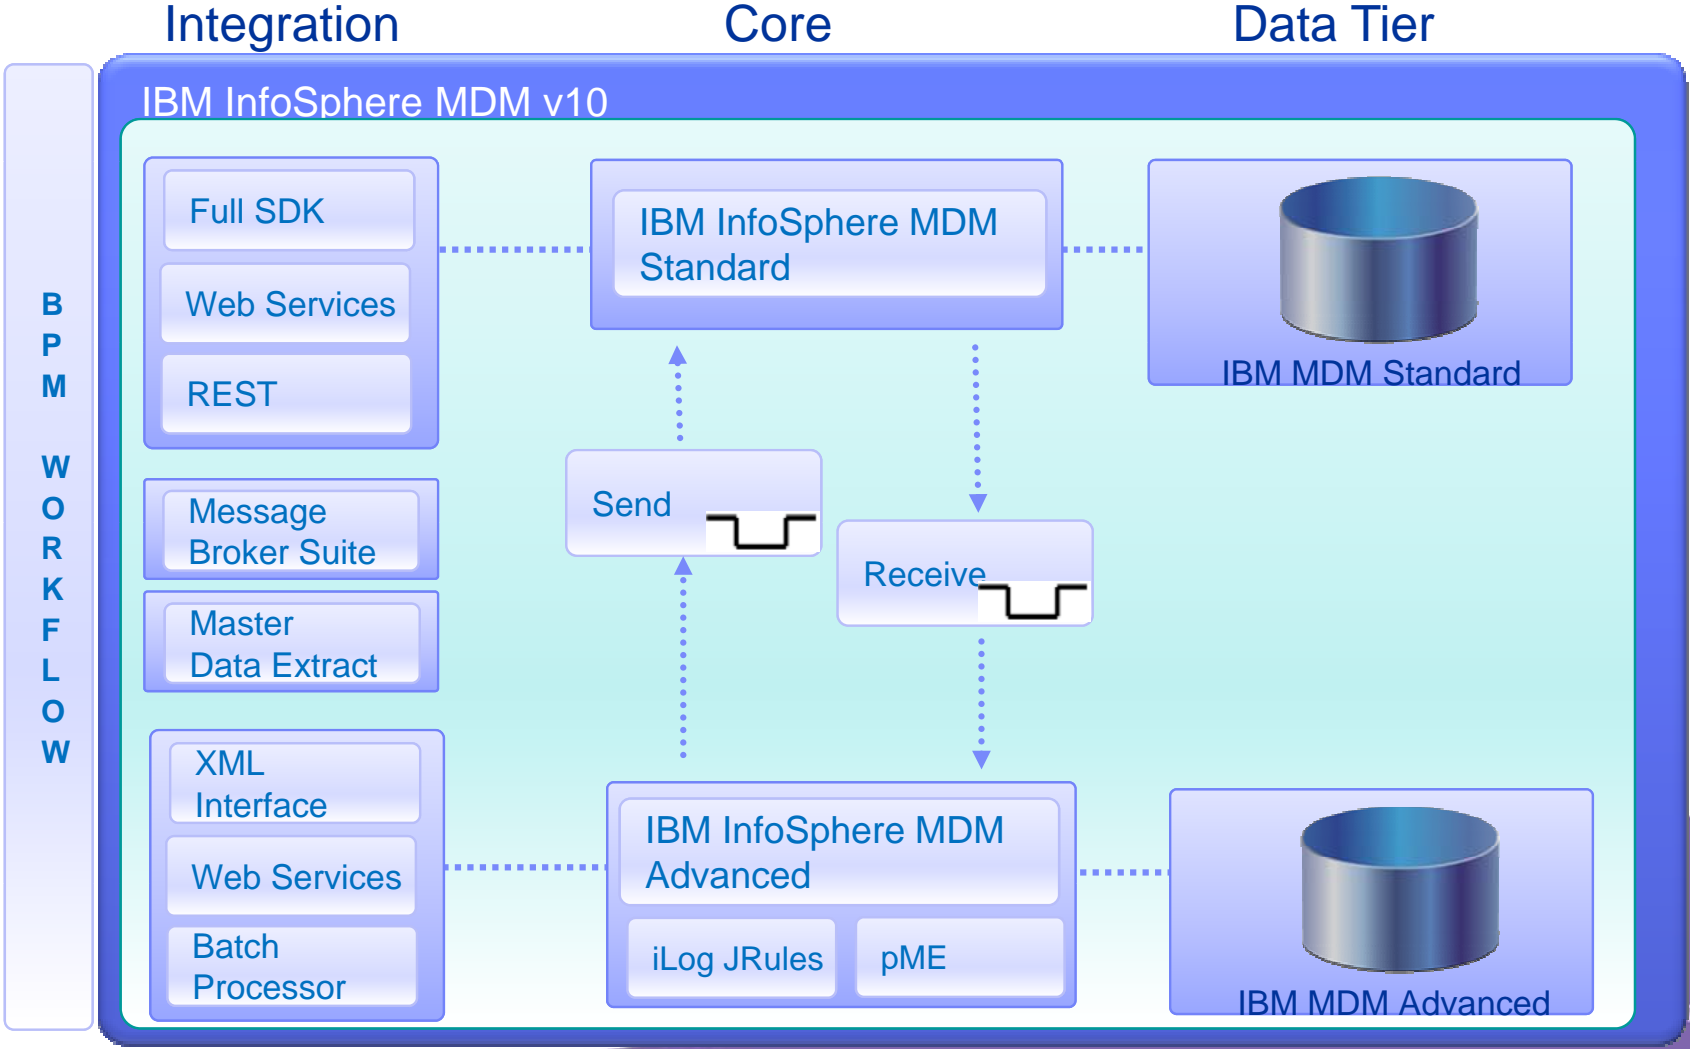 Integration
Core
Data Tier
IBM InfoSphere MDM v10
B
P
M
W
O
R
K
F
L
O
W
Full SDK
Web Services
REST
Message
Broker Suite
Master
Data Extract
XML
Interface
Web Services
Batch
Processor
IBM InfoSphere MDM
Standard
Send
Receive
IBM InfoSphere MDM
Advanced
iLog JRules
pME
IBM MDM Standard
IBM MDM Advanced